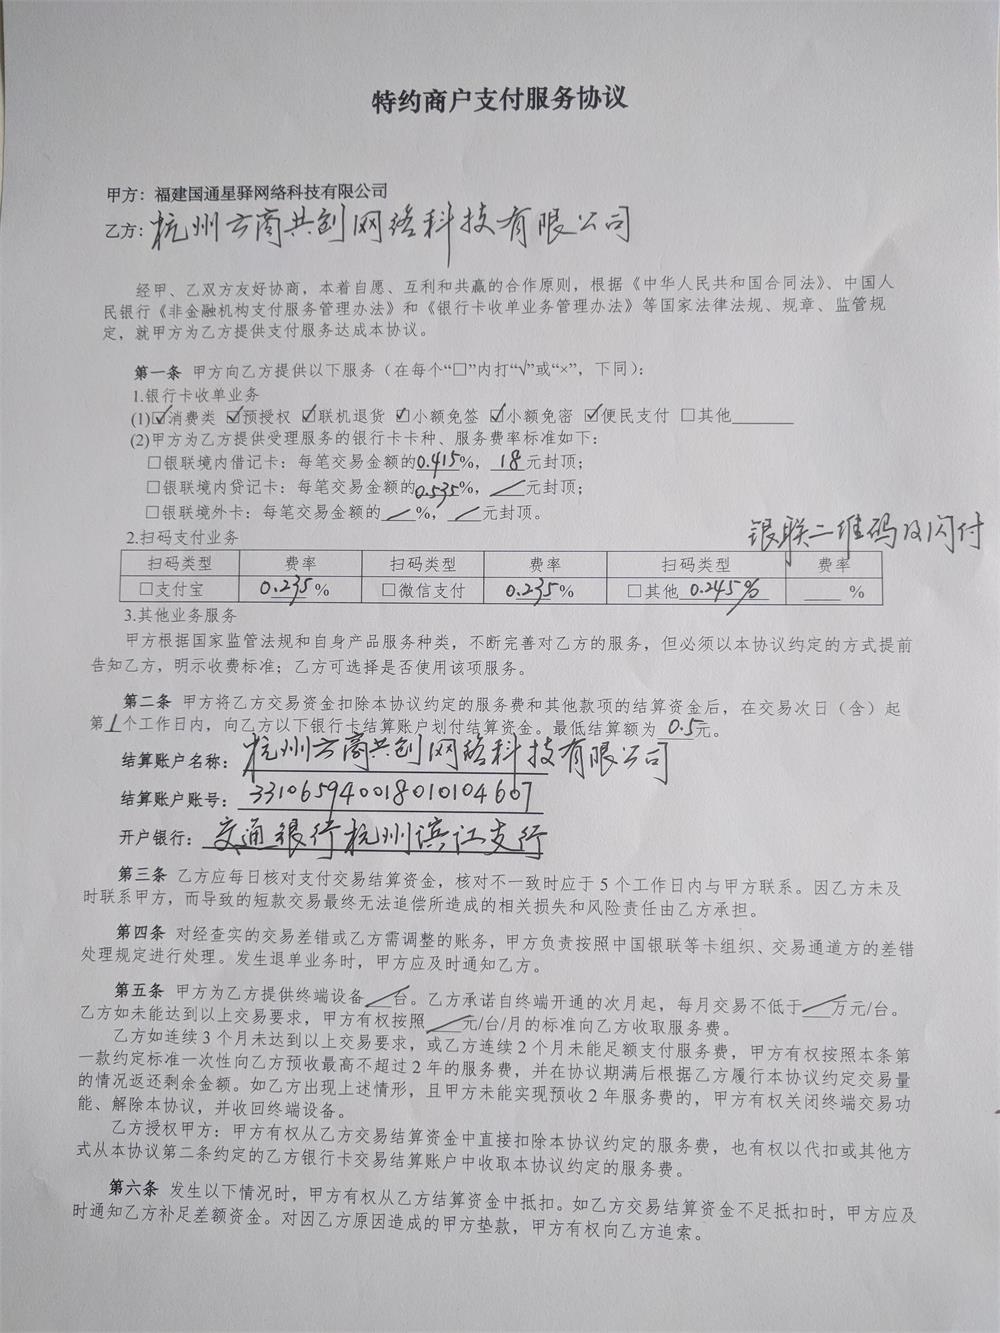 特约商户支付服务协议
甲方：福建国通星驿网络科技有限公司
乙方：杭州云商共创网络科技有限公司
经甲、乙双方友好协商，本着自愿、互利和共赢的合作原则，根据《中华人民共和国合同法》、中国人
民银行《非金融机构支付服务管理办法》和《银行卡收单业务管理办法》等国家法律法规、规章、监管规
定，就甲方为乙方提供支付服务达成本协议。
第一条 甲方向乙方提供以下服务（在每个“□”内打“√”或“×”，下同）：
1.银行卡收单业务
(1)☑消费类 ☑预授权 ☑联机退货 ☑小额免签 ☑小额免密 ☑便民支付 □其他______
(2)甲方为乙方提供受理服务的银行卡卡种、服务费率标准如下：
□银联境内借记卡：每笔交易金额的0.415%，18元封顶；
□银联境内贷记卡：每笔交易金额的0.535%，/元封顶；
□银联境外卡：每笔交易金额的/%，/元封顶。
银联二维码及闪付
2.扫码支付业务
扫码类型 费率 扫码类型 费率 扫码类型 费率
□支付宝 0.235% □微信支付 0.235% □其他 0.245% ____%
3.其他业务服务
甲方根据国家监管法规和自身产品服务种类，不断完善对乙方的服务，但必须以本协议约定的方式提前
告知乙方，明示收费标准；乙方可选择是否使用该项服务。
第二条 甲方将乙方交易资金扣除本协议约定的服务费和其他款项的结算资金后，在交易次日（含）起
第1个工作日内，向乙方以下银行卡结算账户划付结算资金。最低结算额为0.5元。
结算账户名称：杭州云商共创网络科技有限公司
结算账户账号：331065940018010104607
开户银行：交通银行杭州滨江支行
第三条 乙方应每日核对支付交易结算资金，核对不一致时应于 5 个工作日内与甲方联系。因乙方未及
时联系甲方，而导致的短款交易最终无法追偿所造成的相关损失和风险责任由乙方承担。
第四条 对经查实的交易差错或乙方需调整的账务，甲方负责按照中国银联等卡组织、交易通道方的差错
处理规定进行处理。发生退单业务时，甲方应及时通知乙方。
第五条 甲方为乙方提供终端设备/台。乙方承诺自终端开通的次月起，每月交易不低于/万元/台。
乙方如未能达到以上交易要求，甲方有权按照/元/台/月的标准向乙方收取服务费。
乙方如连续 3 个月未达到以上交易要求，或乙方连续 2 个月未能足额支付服务费，甲方有权按照本条第
一款约定标准一次性向乙方预收最高不超过 2 年的服务费，并在协议期满后根据乙方履行本协议约定交易量
的情况返还剩余金额。如乙方出现上述情形，且甲方未能实现预收 2 年服务费的，甲方有权关闭终端交易功
能、解除本协议，并收回终端设备。
乙方授权甲方：甲方有权从乙方交易结算资金中直接扣除本协议约定的服务费，也有权以代扣或其他方
式从本协议第二条约定的乙方银行卡交易结算账户中收取本协议约定的服务费。
第六条 发生以下情况时，甲方有权从乙方结算资金中抵扣。如乙方交易结算资金不足抵扣时，甲方应及
时通知乙方补足差额资金。对因乙方原因造成的甲方垫款，甲方有权向乙方追索。